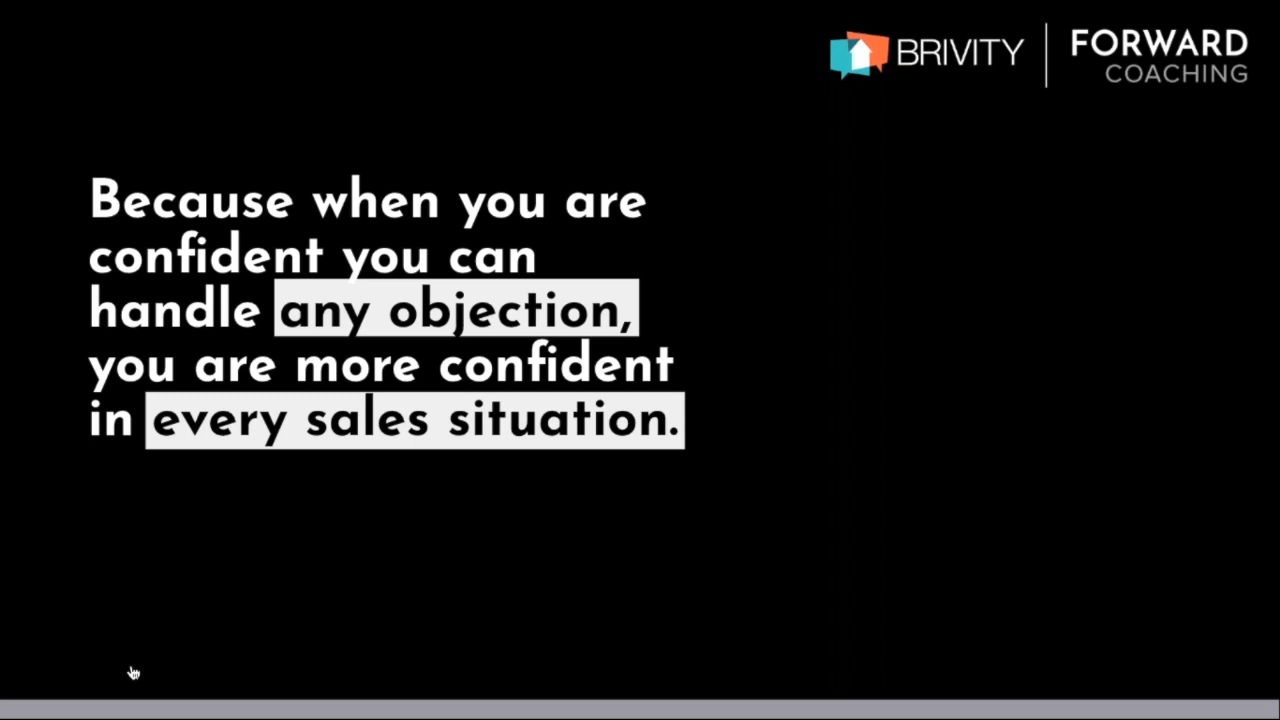 BRIVITY
FORWARD
COACHING
Because when you are
confident you can
handle any objection,
you are more confident
in every sales situation.